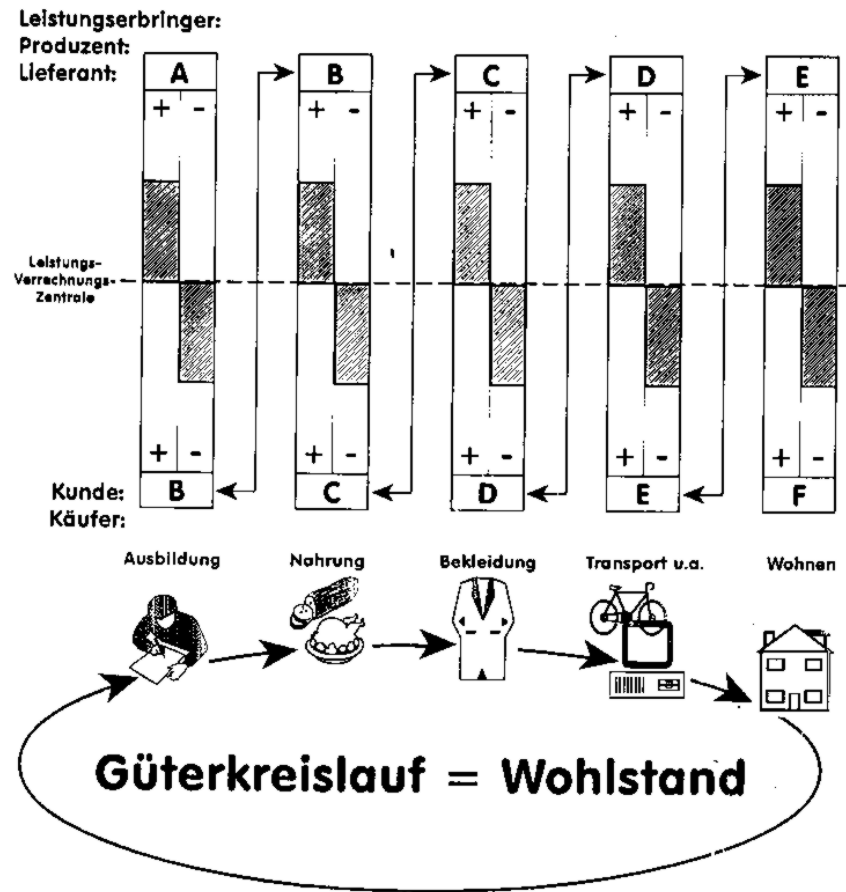 Leistungserbringer:
Produzent:
Lieferant:
A B C D E
+ - + - + - + - + -
Leistungs-
Verrechnungs-
Zentrale
+ - + - + - + - + -
Kunde:
Käufer:
B C D E F
Ausbildung Nahrung Bekleidung Transport u.a. Wohnen
Güterkreislauf = Wohlstand